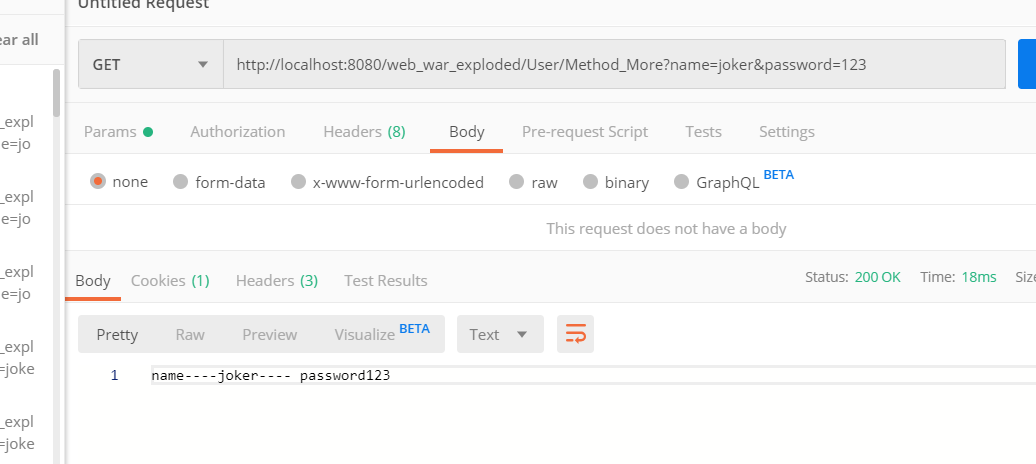 Untitled Request
ear all
GET http://localhost:8080/web_war_exploded/User/Method_More?name=joker&password=123
_expl
e=jo
Params Authorization Headers (8) Body Pre-request Script Tests Settings
none form-data x-www-form-urlencoded raw binary GraphQL BETA
_expl
e=jo
This request does not have a body
_expl
e=jo
Body Cookies (1) Headers (3) Test Results Status: 200 OK Time: 18ms Size
Pretty Raw Preview Visualize BETA Text
_expl
=joke
1 name----joker---- password123
_expl
=joke